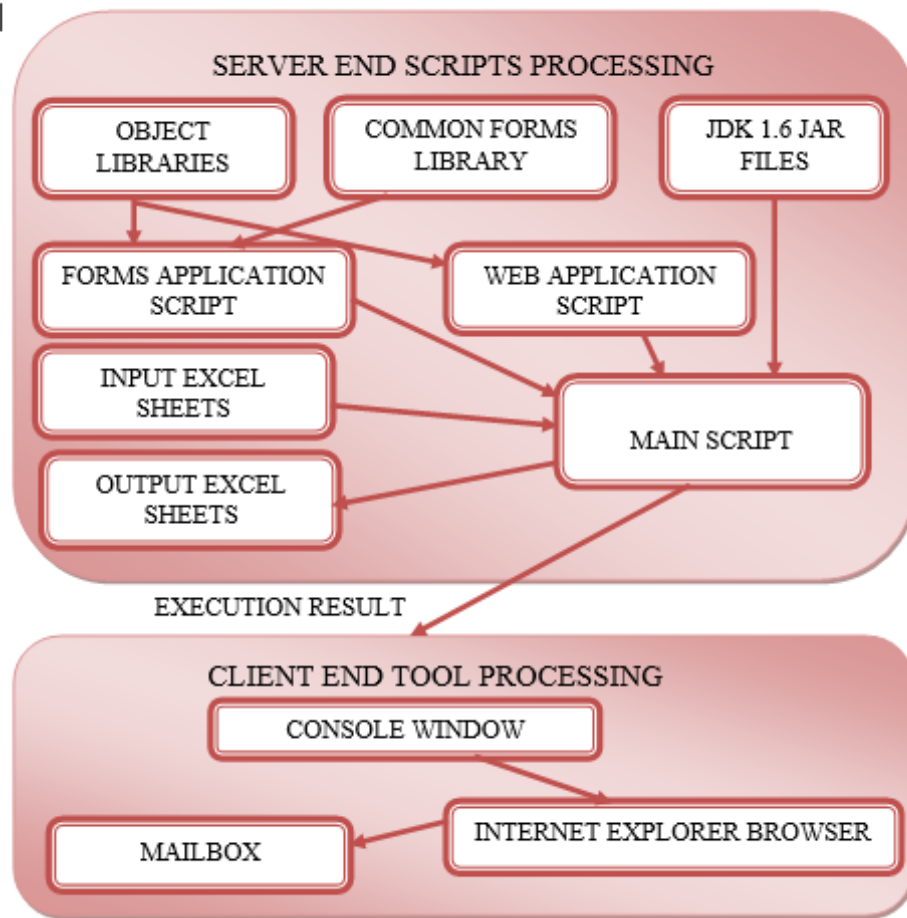 SERVER END SCRIPTS PROCESSING
OBJECT
LIBRARIES
COMMON FORMS
LIBRARY
JDK 1.6 JAR
FILES
FORMS APPLICATION
SCRIPT
WEB APPLICATION
SCRIPT
INPUT EXCEL
SHEETS
MAIN SCRIPT
OUTPUT EXCEL
SHEETS
EXECUTION RESULT
CLIENT END TOOL PROCESSING
CONSOLE WINDOW
INTERNET EXPLORER BROWSER
MAILBOX